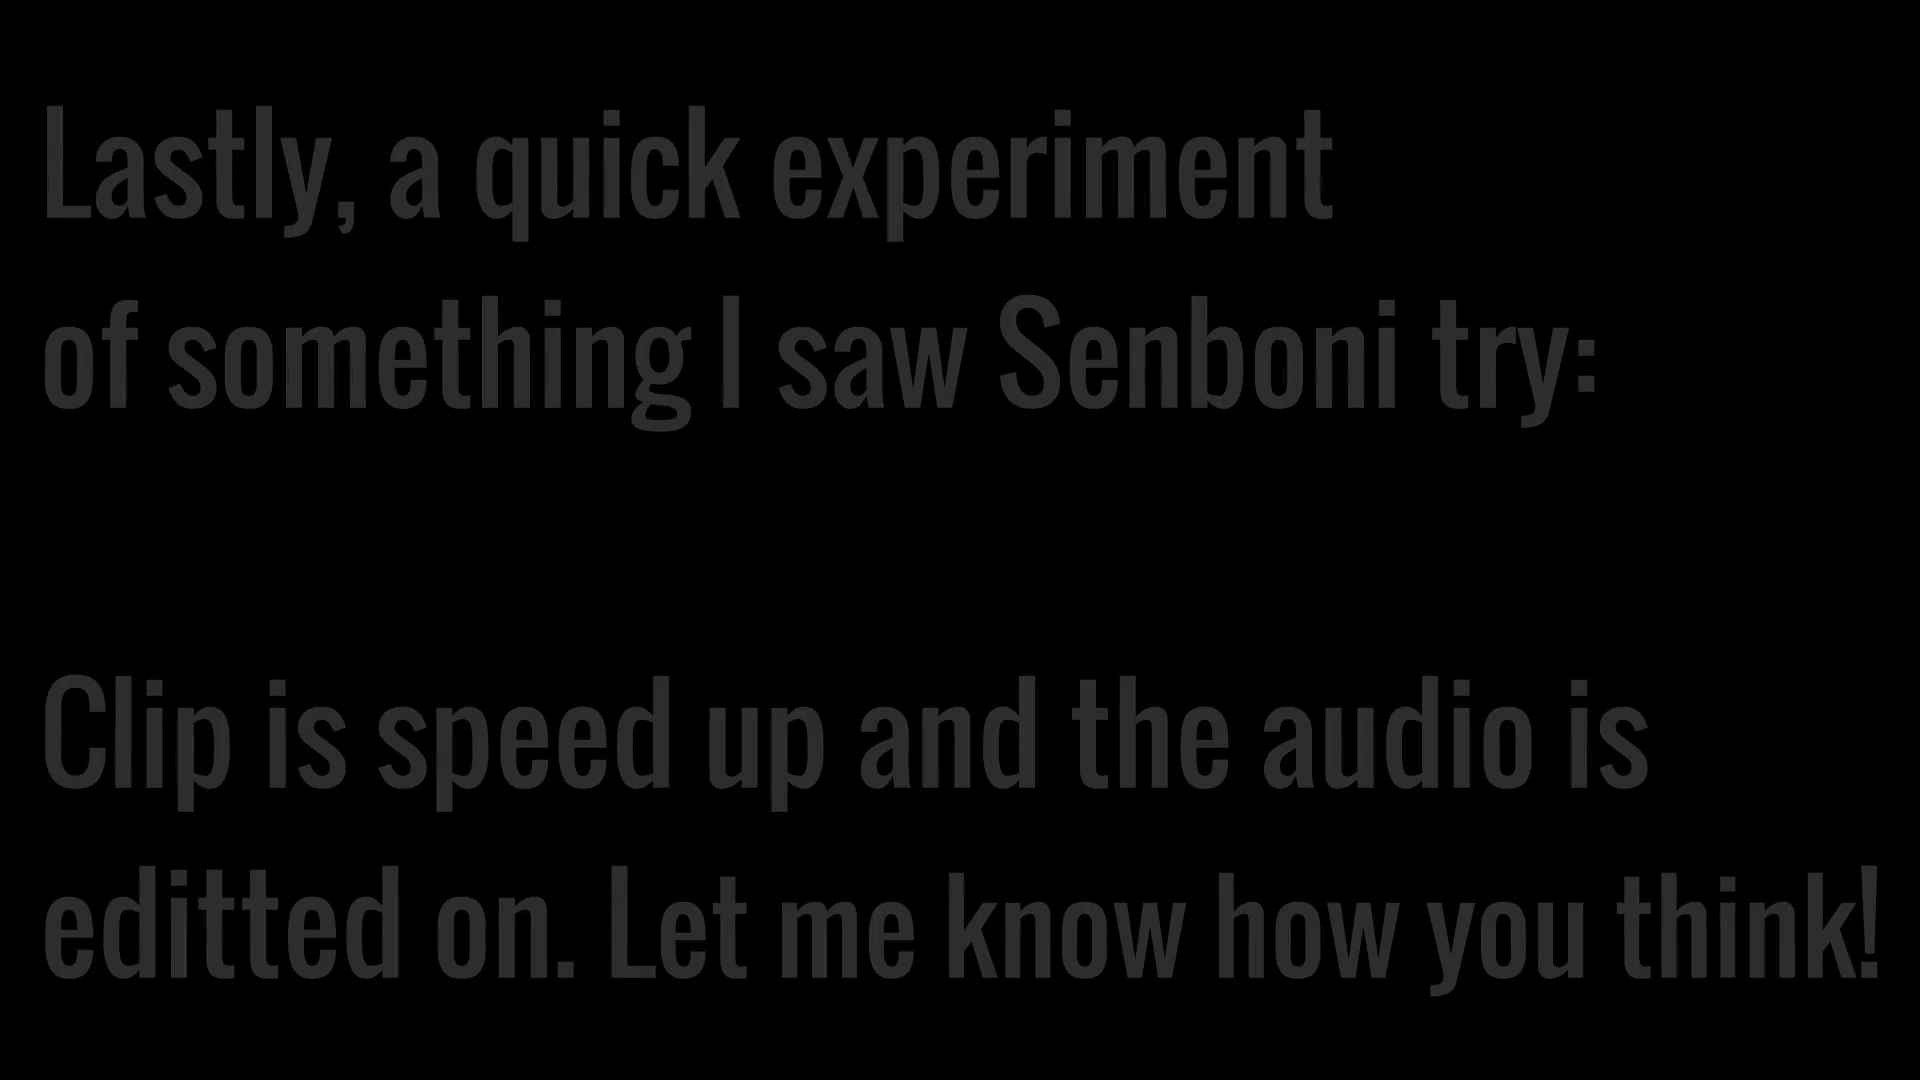 Lastly, a quick experiment
of something I saw Senboni try:
Clip is speed up and the audio is
editted on. Let me know how you think!